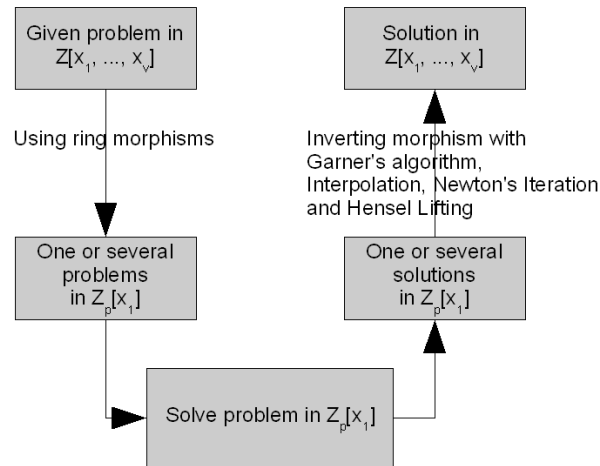 Given problem in
Z[x₁, ..., xᵥ]
Using ring morphisms
One or several
problems
in Zₚ[x₁]
Solve problem in Zₚ[x₁]
One or several
solutions
in Zₚ[x₁]
Inverting morphism with
Garner's algorithm,
Interpolation, Newton's Iteration
and Hensel Lifting
Solution in
Z[x₁, ..., xᵥ]